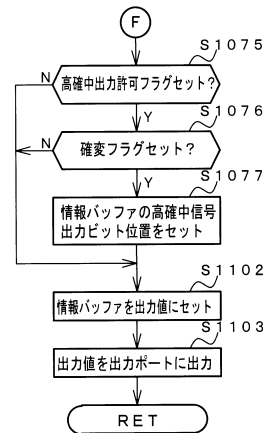 F
S1075
高確中出力許可フラグセット?
N
Y
S1076
確変フラグセット?
N
Y
S1077
情報バッファの高確中信号
出力ビット位置をセット
S1102
情報バッファを出力値にセット
S1103
出力値を出力ポートに出力
RET